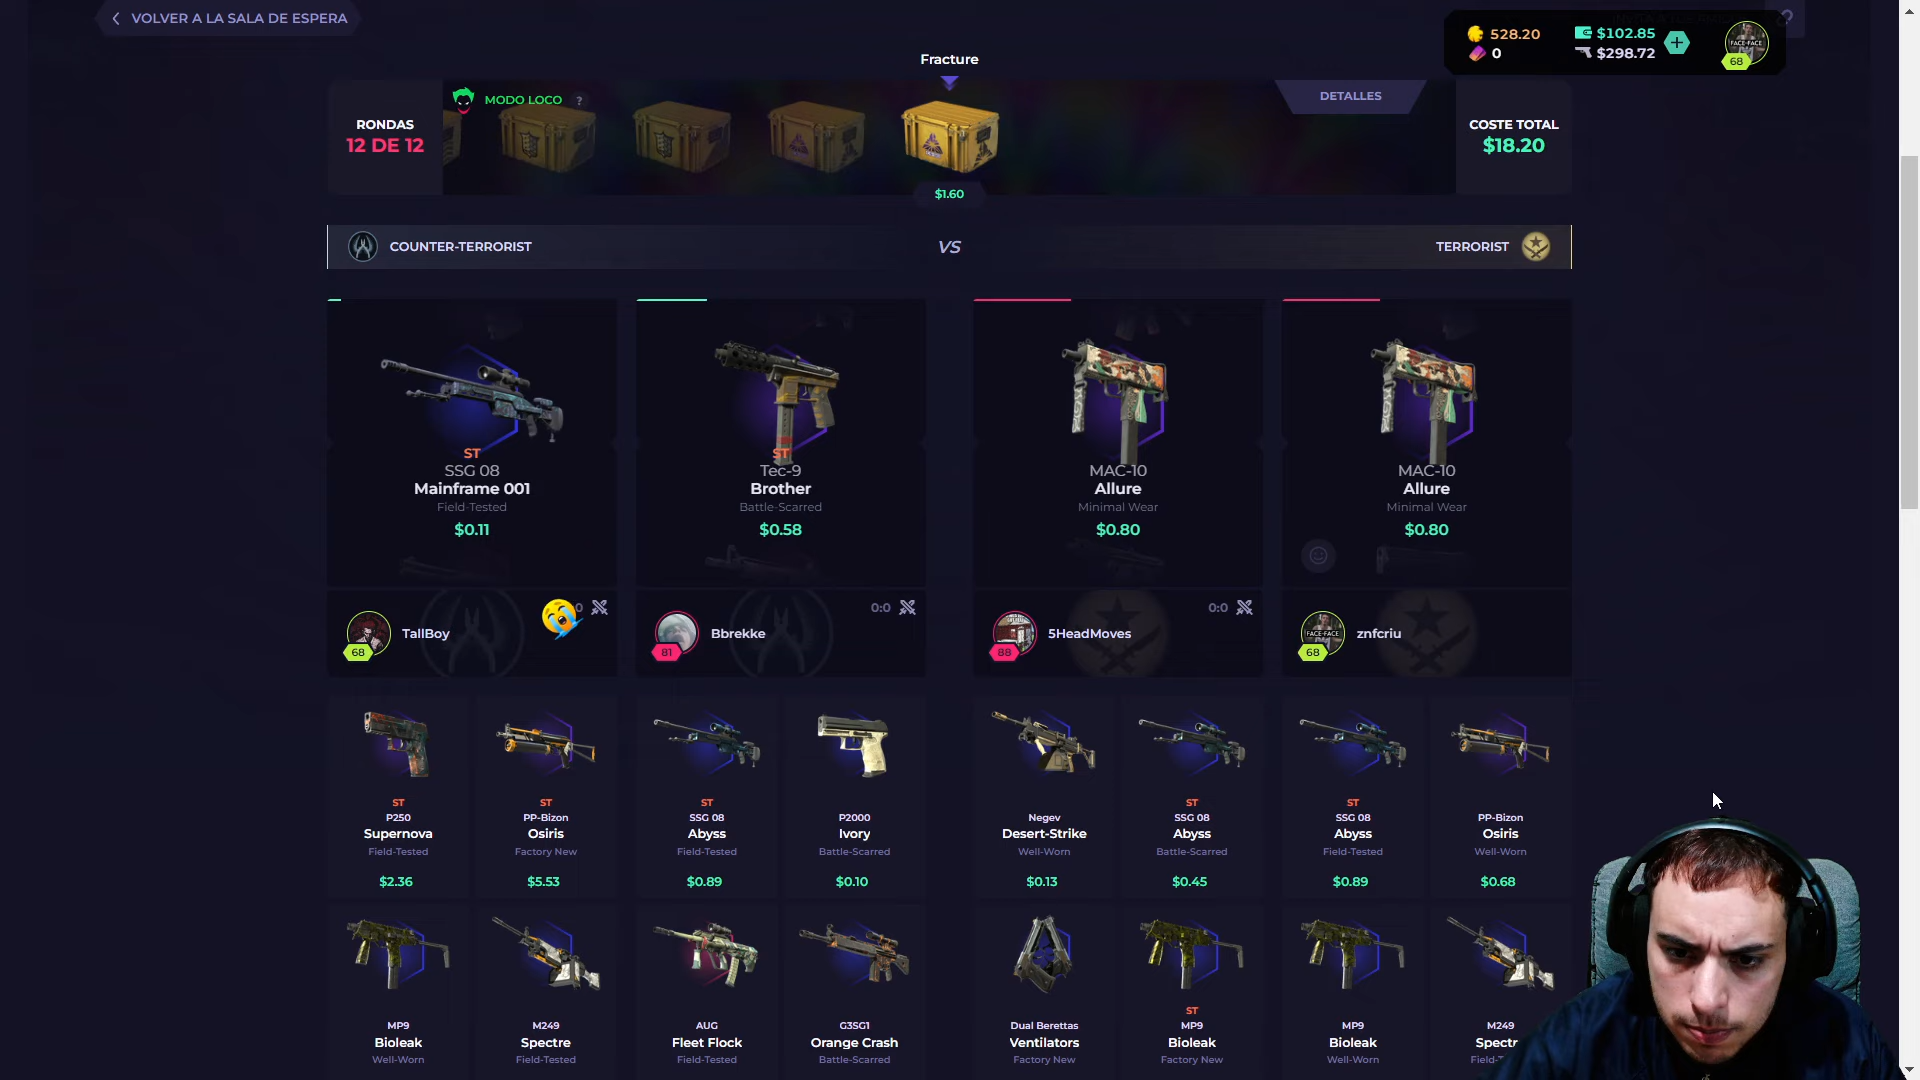 VOLVER A LA SALA DE ESPERA
528.20
$102.85
0
$298.72
FACE-FACE
68
Fracture
MODO LOCO ?
DETALLES
RONDAS
12 DE 12
COSTE TOTAL
$18.20
$1.60
COUNTER-TERRORIST
VS
TERRORIST
ST
SSG 08
Mainframe 001
Field-Tested
$0.11
ST
Tec-9
Brother
Battle-Scarred
$0.58
MAC-10
Allure
Minimal Wear
$0.80
MAC-10
Allure
Minimal Wear
$0.80
TallBoy
68
0
Bbrekke
81
0:0
5HeadMoves
88
0:0
FACE-FACE
znfcriu
68
ST
P250
Supernova
Field-Tested
$2.36
ST
PP-Bizon
Osiris
Factory New
$5.53
ST
SSG 08
Abyss
Field-Tested
$0.89
P2000
Ivory
Battle-Scarred
$0.10
Negev
Desert-Strike
Well-Worn
$0.13
ST
SSG 08
Abyss
Battle-Scarred
$0.45
ST
SSG 08
Abyss
Field-Tested
$0.89
PP-Bizon
Osiris
Well-Worn
$0.68
MP9
Bioleak
Well-Worn
M249
Spectre
Field-Tested
AUG
Fleet Flock
Field-Tested
G3SG1
Orange Crash
Battle-Scarred
Dual Berettas
Ventilators
Factory New
ST
MP9
Bioleak
Factory New
MP9
Bioleak
Well-Worn
M249
Spectr
Field-T